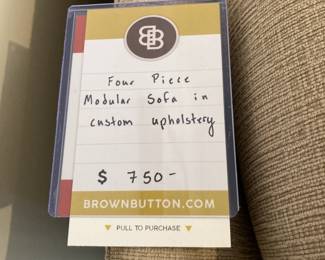 BB
Four Piece
Modular Sofa in
custom upholstery
$ 750-
BROWNBUTTON.COM
▼ PULL TO PURCHASE ▼